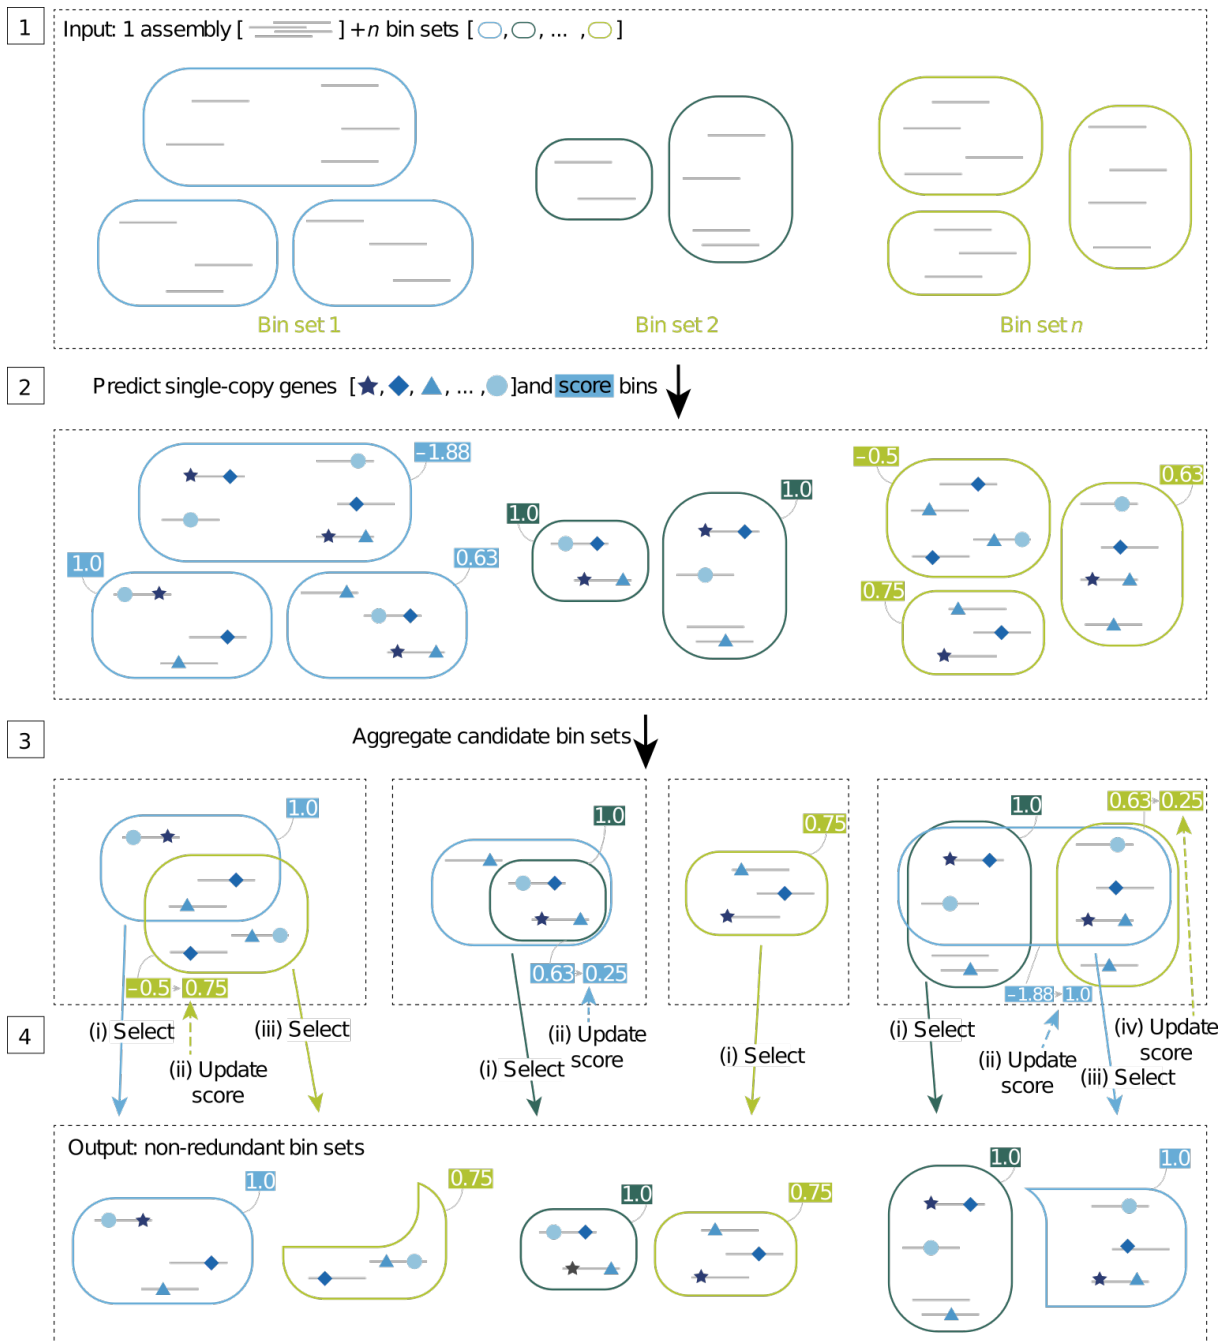 1
Input: 1 assembly [ ] + n bin sets [ , , ... , ]
Bin set 1
Bin set 2
Bin set n
2
Predict single-copy genes [ , , , ... , ]and score bins
–1.88
1.0
0.63
1.0
1.0
–0.5
0.63
0.75
3
Aggregate candidate bin sets
1.0
–0.5 0.75
1.0
0.63 0.25
0.75
1.0
0.63 0.25
–1.88 1.0
4
(i) Select
(ii) Update
score
(iii) Select
(i) Select
(ii) Update
score
(i) Select
(i) Select
(ii) Update
score
(iii) Select
(iv) Update
score
Output: non-redundant bin sets
1.0
0.75
1.0
0.75
1.0
1.0